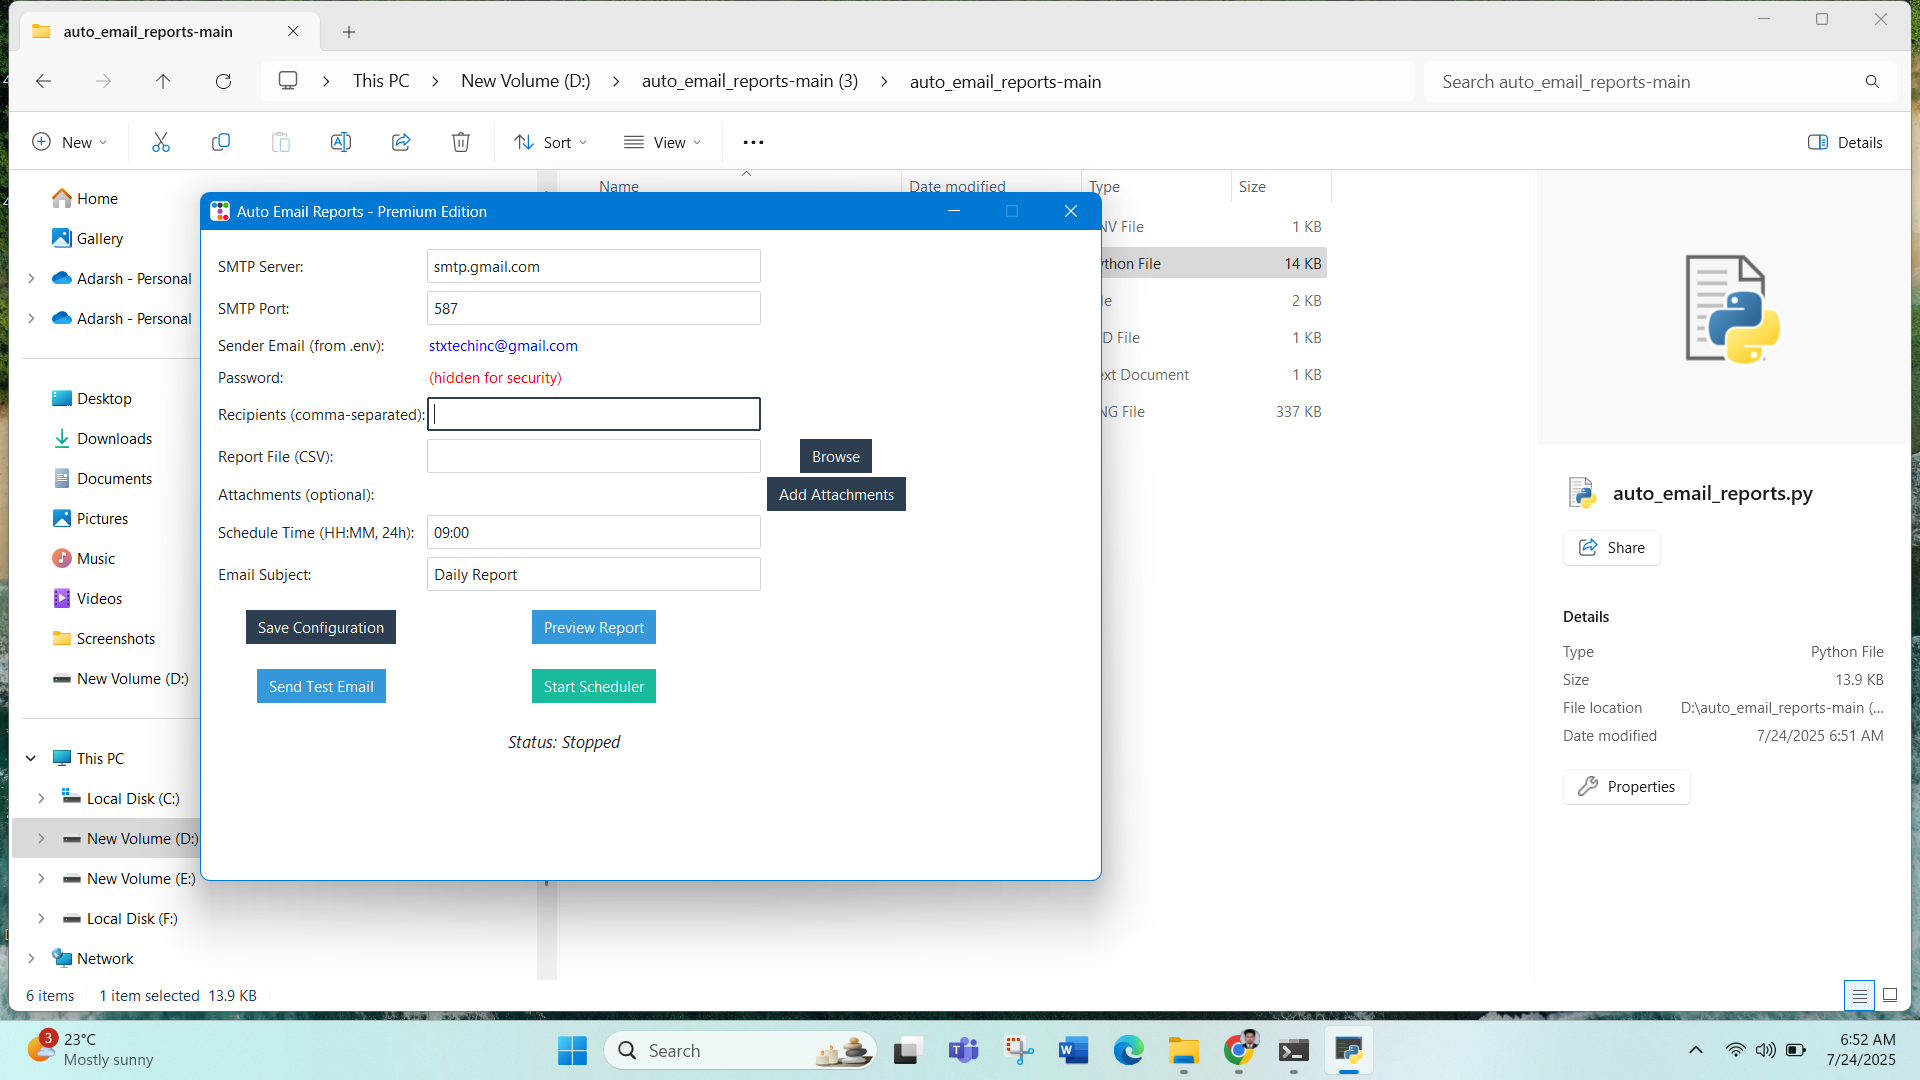 auto_email_reports-main
This PC
New Volume (D:)
auto_email_reports-main (3)
auto_email_reports-main
Search auto_email_reports-main
New
Sort
View
Details
Home
Gallery
Adarsh - Personal
Adarsh - Personal
Desktop
Downloads
Documents
Pictures
Music
Videos
Screenshots
New Volume (D:)
This PC
Local Disk (C:)
New Volume (D:)
New Volume (E:)
Local Disk (F:)
Network
Name
Date modified
Type
Size
NV File 1 KB
thon File 14 KB
le 2 KB
D File 1 KB
ext Document 1 KB
NG File 337 KB
Auto Email Reports - Premium Edition
SMTP Server: smtp.gmail.com
SMTP Port: 587
Sender Email (from .env): stxtechinc@gmail.com
Password: (hidden for security)
Recipients (comma-separated):
Report File (CSV): Browse
Attachments (optional): Add Attachments
Schedule Time (HH:MM, 24h): 09:00
Email Subject: Daily Report
Save Configuration Preview Report
Send Test Email Start Scheduler
Status: Stopped
auto_email_reports.py
Share
Details
Type Python File
Size 13.9 KB
File location D:\auto_email_reports-main (...
Date modified 7/24/2025 6:51 AM
Properties
6 items 1 item selected 13.9 KB
3
23°C
Mostly sunny
Search
6:52 AM
7/24/2025